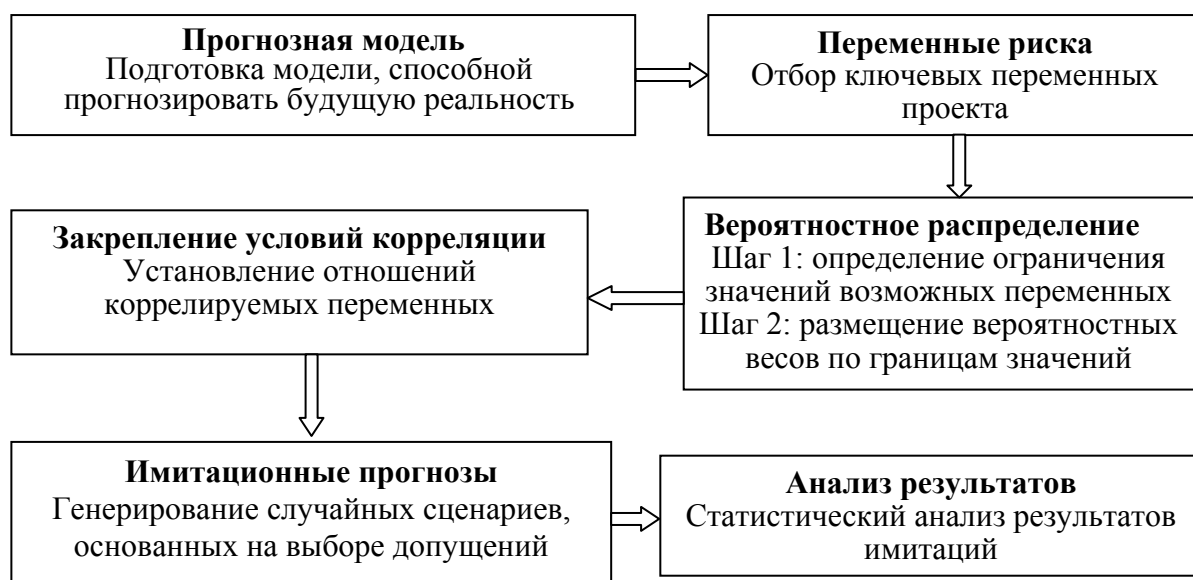 Прогнозная модель
Подготовка модели, способной
прогнозировать будущую реальность
Переменные риска
Отбор ключевых переменных
проекта
Вероятностное распределение
Шаг 1: определение ограничения
значений возможных переменных
Шаг 2: размещение вероятностных
весов по границам значений
Закрепление условий корреляции
Установление отношений
коррелируемых переменных
Имитационные прогнозы
Генерирование случайных сценариев,
основанных на выборе допущений
Анализ результатов
Статистический анализ результатов
имитаций